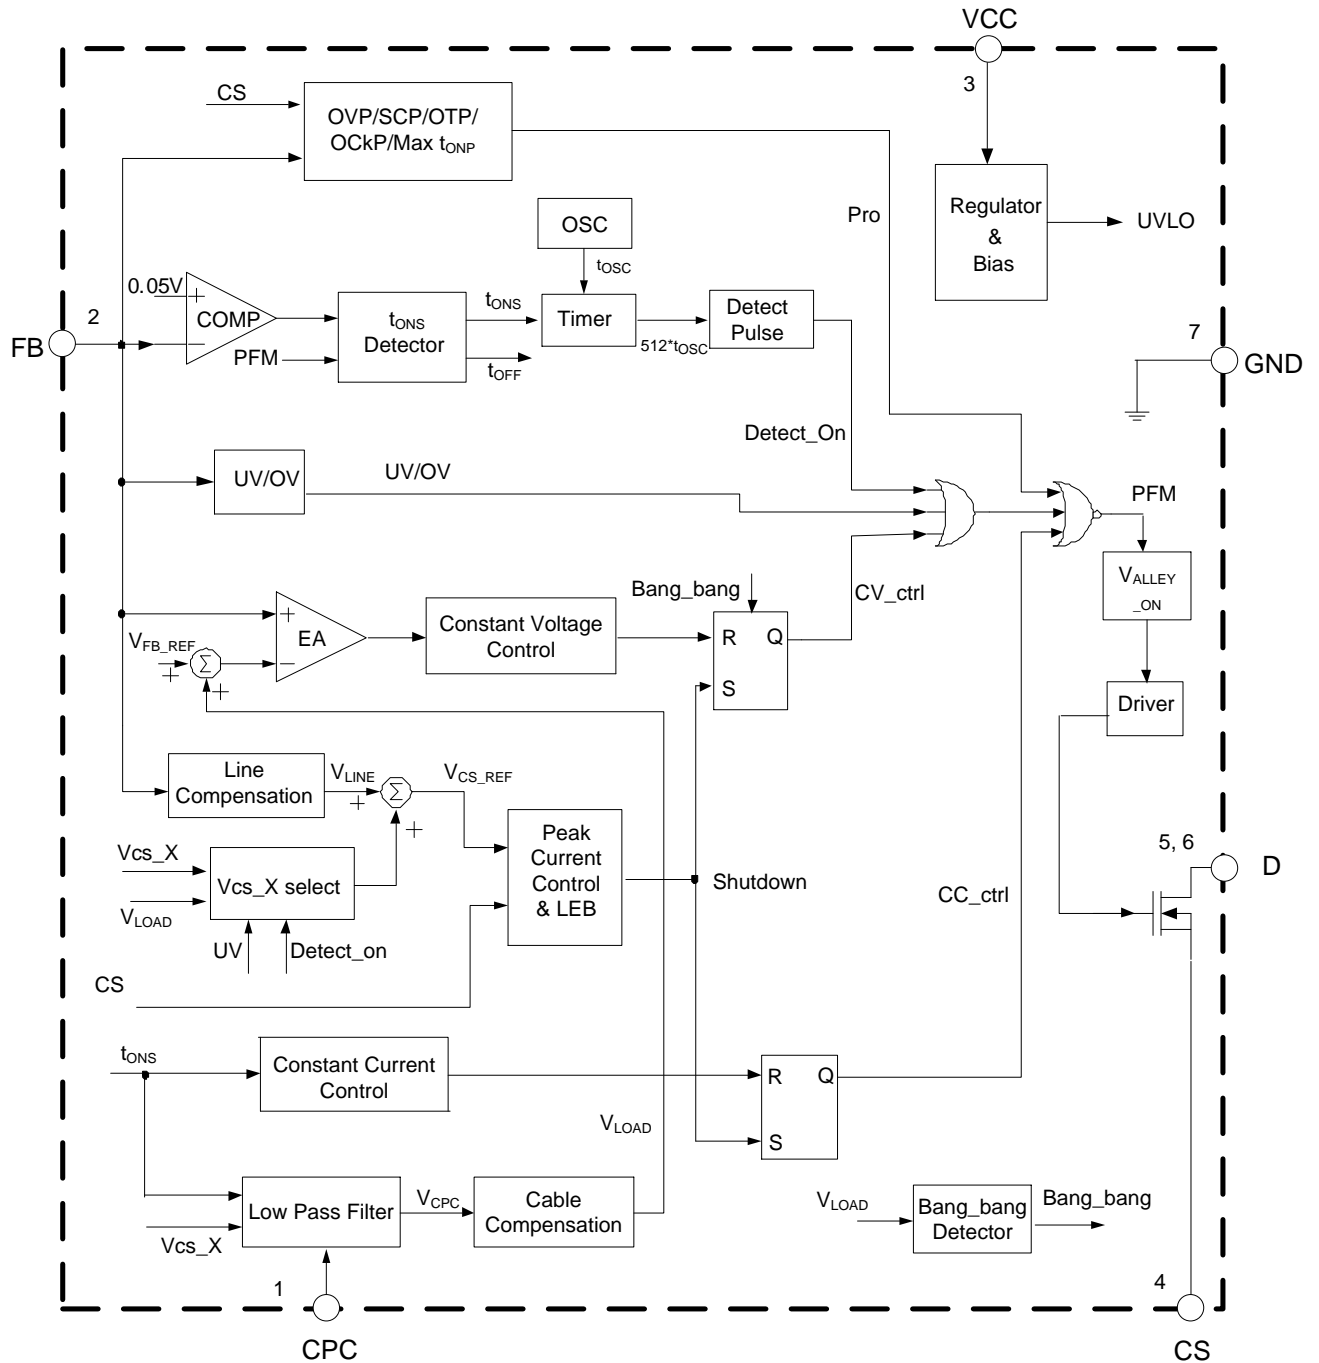 VCC
3
CS
OVP/SCP/OTP/
OCkP/Max tONP
Pro
Regulator
&
Bias
UVLO
OSC
tOSC
0.05V
+
COMP
−
PFM
tONS
Detector
tONS
tOFF
Timer
512*tOSC
Detect
Pulse
2
FB
7
GND
Detect_On
UV/OV
UV/OV
PFM
VALLEY
_ON
Bang_bang
CV_ctrl
+
EA
−
VFB_REF
+
Σ
+
Constant Voltage
Control
R
Q
S
Driver
Line
Compensation
VLINE
+
Σ
+
VCS_REF
Peak
Current
Control
& LEB
Shutdown
CC_ctrl
5, 6
D
Vcs_X
VLOAD
Vcs_X select
UV
Detect_on
CS
tONS
Constant Current
Control
R
Q
S
VLOAD
Low Pass Filter
Vcs_X
VCPC
Cable
Compensation
VLOAD
Bang_bang
Detector
Bang_bang
1
CPC
4
CS